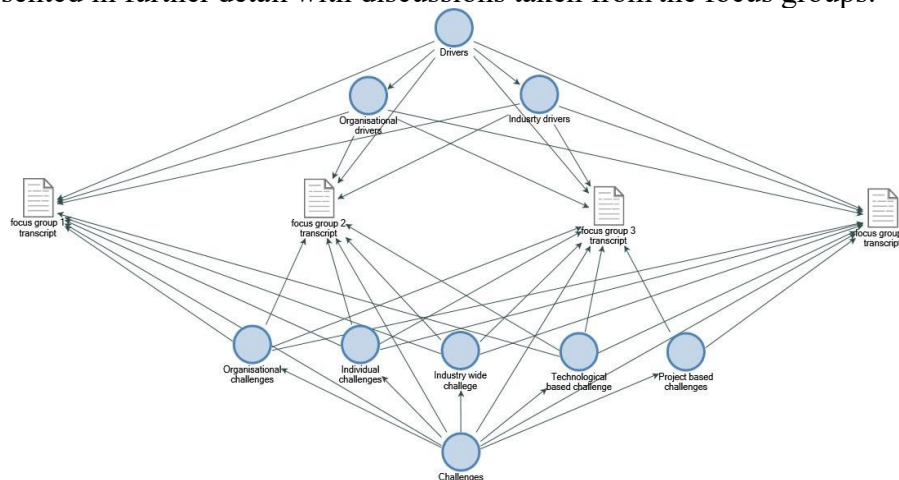 sented in further detail with discussions taken from the focus groups.
Drivers
Organisational
drivers
Indusrty drivers
focus group 1
transcript
focus group 2
transcript
focus group 3
transcript
focus group
transcript
Organisational
challenges
Individual
challenges
Industry wide
challege
Technological
based challenge
Project based
challenges
Challenges